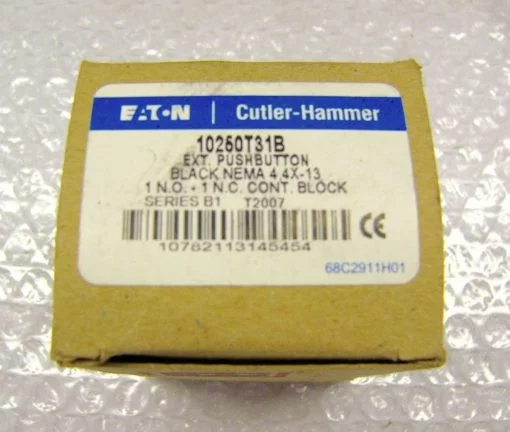 EATON | Cutler-Hammer
10250T31B
EXT. PUSHBUTTON
BLACK NEMA 4,4X-13
1 N.O. - 1 N.C. CONT. BLOCK
SERIES B1 T2007
10782113145454
CE
68C2911H01